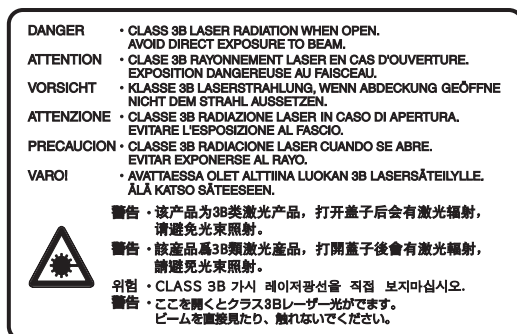 DANGER · CLASS 3B LASER RADIATION WHEN OPEN.
AVOID DIRECT EXPOSURE TO BEAM.
ATTENTION · CLASE 3B RAYONNEMENT LASER EN CAS D'OUVERTURE.
EXPOSITION DANGEREUSE AU FAISCEAU.
VORSICHT · KLASSE 3B LASERSTRAHLUNG, WENN ABDECKUNG GEÖFFNE
NICHT DEM STRAHL AUSSETZEN.
ATTENZIONE · CLASSE 3B RADIAZIONE LASER IN CASO DI APERTURA.
EVITARE L'ESPOSIZIONE AL FASCIO.
PRECAUCION · CLASSE 3B RADIACIONE LASER CUANDO SE ABRE.
EVITAR EXPONERSE AL RAYO.
VARO! · AVATTAESSA OLET ALTTIINA LUOKAN 3B LASERSÄTEILYLLE.
ÄLÄ KATSO SÄTEESEEN.
警告 · 该产品为3B类激光产品，打开盖子后会有激光辐射，
请避免光束照射。
警告 · 該産品爲3B類激光産品，打開蓋子後會有激光輻射，
請避免光束照射。
위험 · CLASS 3B 가시 레이저광선을 직접 보지마십시오.
警告 · ここを開くとクラス3Bレーザー光がでます。
ビームを直接見たり、触れないでください。